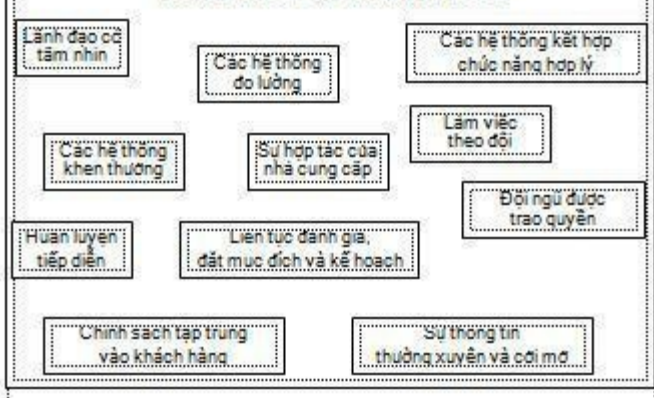 Lãnh đạo có
tầm nhìn
Các hệ thống
đo lường
Các hệ thống kết hợp
chức năng hợp lý
Làm việc
theo đội
Các hệ thống
khen thưởng
Sự hợp tác của
nhà cung cấp
Đội ngũ được
trao quyền
Huấn luyện
tiếp diễn
Liên tục đánh giá,
đặt mục đích và kế hoạch
Chính sách tập trung
vào khách hàng
Sự thông tin
thường xuyên và cởi mở